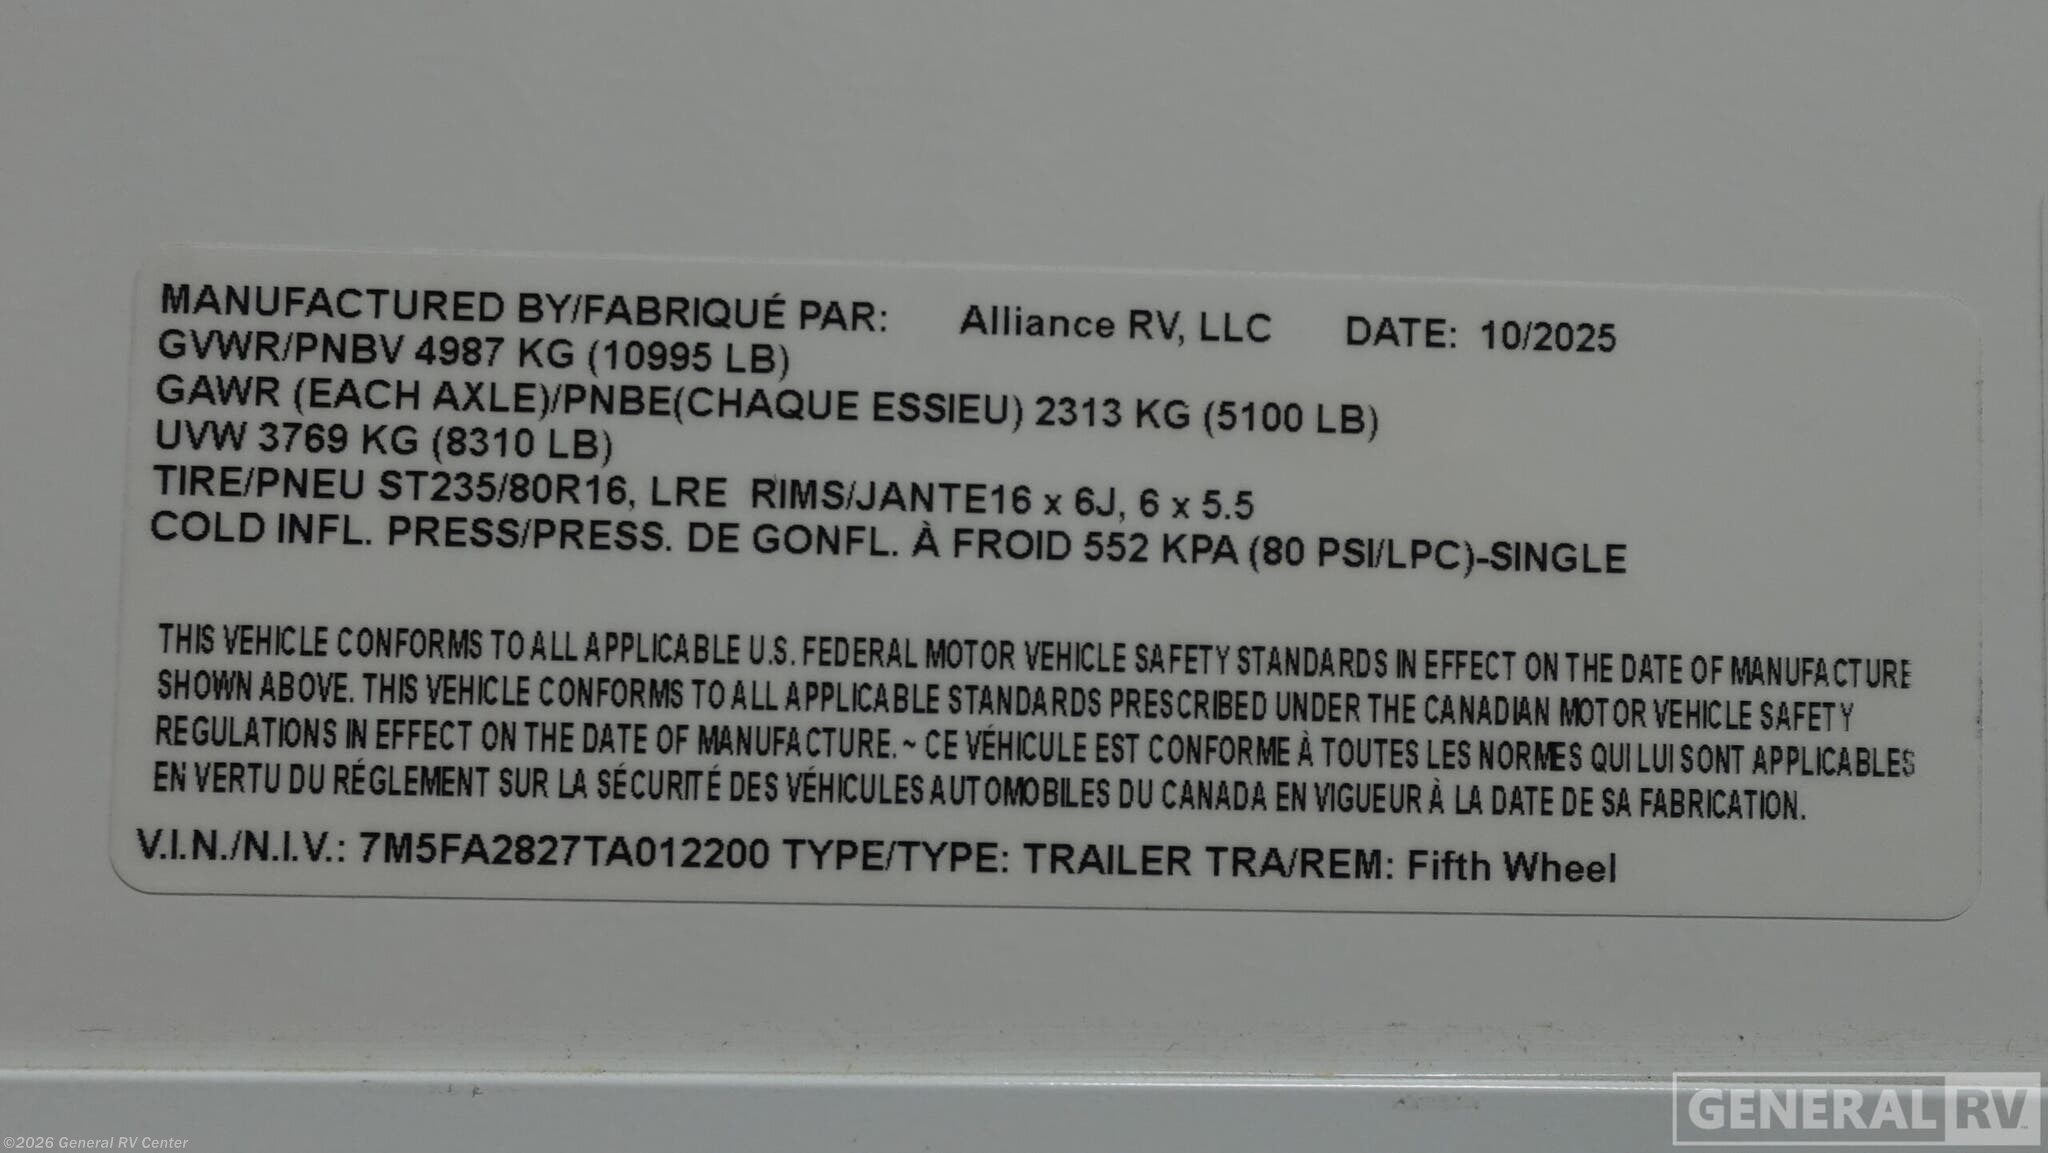 MANUFACTURED BY/FABRIQUÉ PAR: Alliance RV, LLC DATE: 10/2025
GVWR/PNBV 4987 KG (10995 LB)
GAWR (EACH AXLE)/PNBE(CHAQUE ESSIEU) 2313 KG (5100 LB)
UVW 3769 KG (8310 LB)
TIRE/PNEU ST235/80R16, LRE RIMS/JANTE16 x 6J, 6 x 5.5
COLD INFL. PRESS/PRESS. DE GONFL. À FROID 552 KPA (80 PSI/LPC)-SINGLE
THIS VEHICLE CONFORMS TO ALL APPLICABLE U.S. FEDERAL MOTOR VEHICLE SAFETY STANDARDS IN EFFECT ON THE DATE OF MANUFACTURE
SHOWN ABOVE. THIS VEHICLE CONFORMS TO ALL APPLICABLE STANDARDS PRESCRIBED UNDER THE CANADIAN MOTOR VEHICLE SAFETY
REGULATIONS IN EFFECT ON THE DATE OF MANUFACTURE. ~ CE VÉHICULE EST CONFORME À TOUTES LES NORMES QUI LUI SONT APPLICABLES
EN VERTU DU RÉGLEMENT SUR LA SÉCURITÉ DES VÉHICULES AUTOMOBILES DU CANADA EN VIGUEUR À LA DATE DE SA FABRICATION.
V.I.N./N.I.V.: 7M5FA2827TA012200 TYPE/TYPE: TRAILER TRA/REM: Fifth Wheel
GENERAL RV
©2026 General RV Center